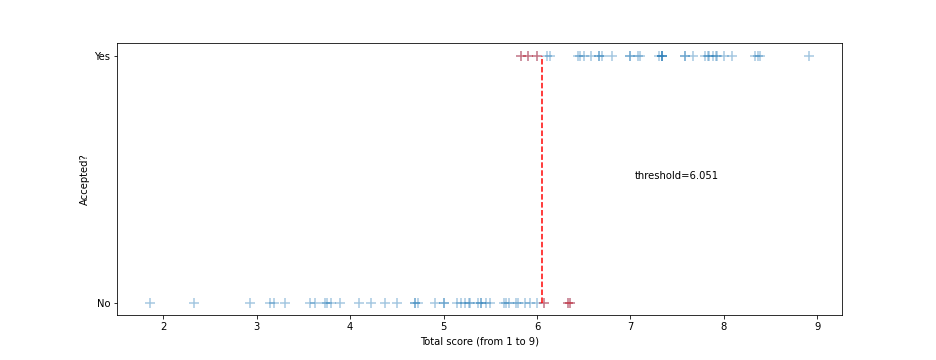 Yes
Accepted?
threshold=6.051
No
2 3 4 5 6 7 8 9
Total score (from 1 to 9)